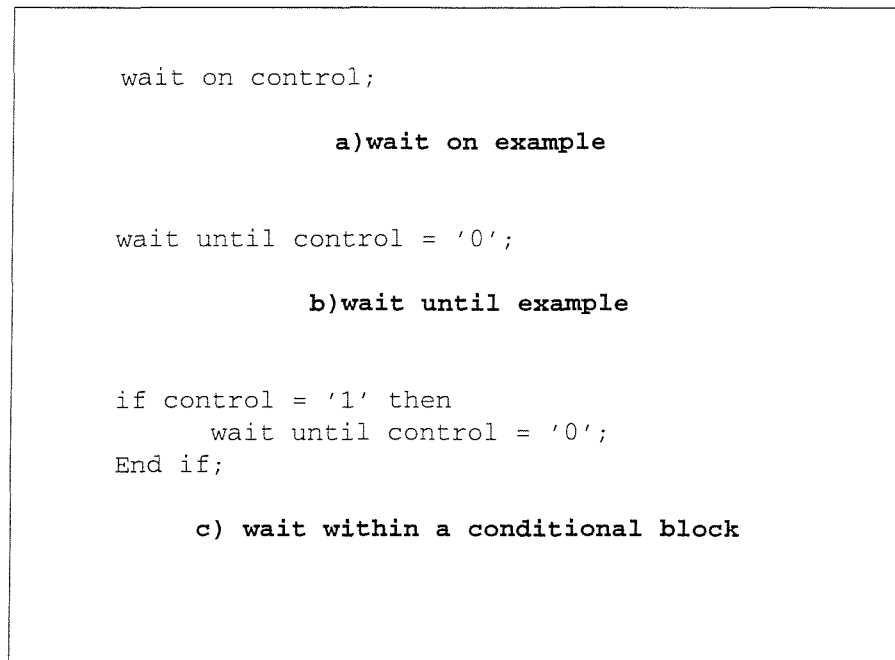 wait on control;
a)wait on example
wait until control = '0';
b)wait until example
if control = '1' then
wait until control = '0';
End if;
c) wait within a conditional block